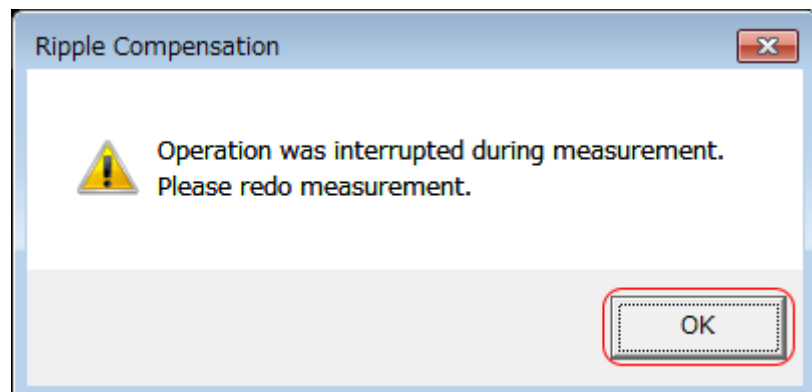 Ripple Compensation
Operation was interrupted during measurement.
Please redo measurement.
OK